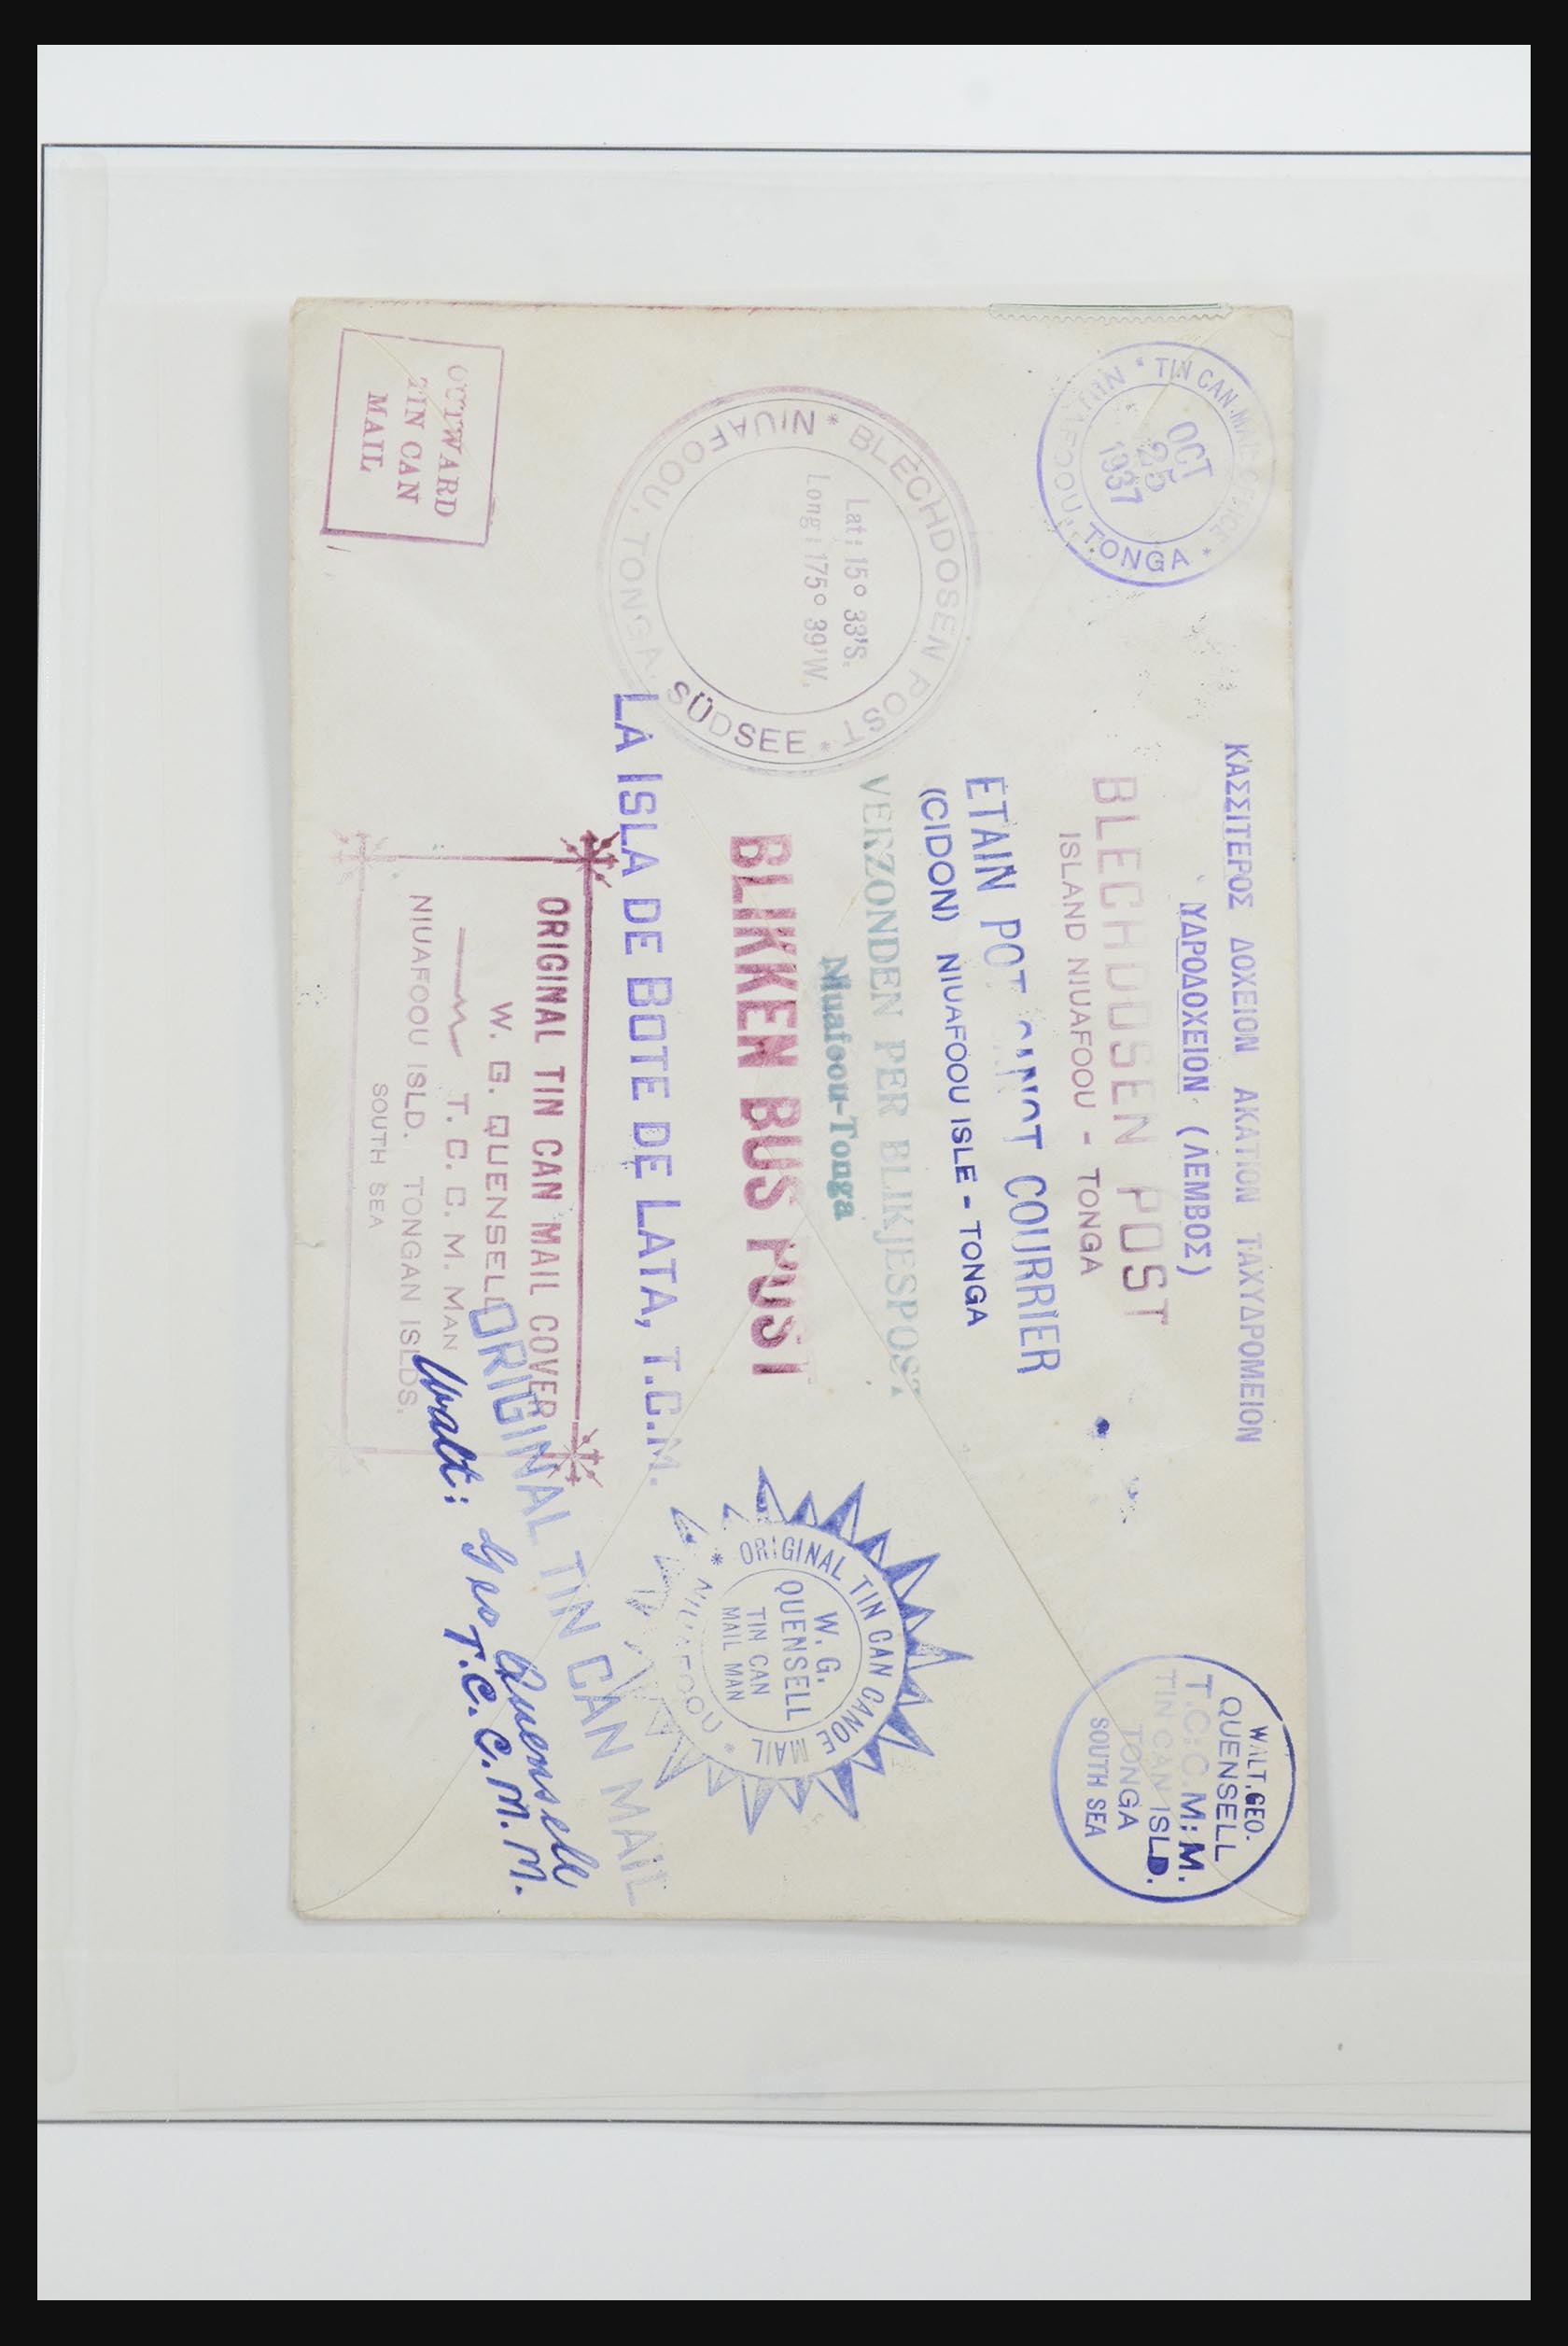 ΚΑΣΣΙΤΕΡΟΣ ΔΟΧΕΙΟΝ ΑΚΑΤΙΟΝ ΤΑΧΥΔΡΟΜΕΙΟΝ
ΥΔΡΟΔΟΧΕΙΟΝ (ΛΕΜΒΟΣ)
* TIN CAN MAIL OFFICE *
NIUAFOOU, TONGA
OCT
25
1937
BLECHDOSEN POST
ISLAND NIUAFOOU - TONGA
ETAIN POT CANOT COURRIER
(CIDON) NIUAFOOU ISLE - TONGA
VERZONDEN PER BLIKJESPOST
Niuafoou-Tonga
BLIKKEN BUS POST
LA ISLA DE BOTE DE LATA, T.C.M.
* BLECHDOSEN POST *
NIUAFOOU, TONGA, SÜDSEE
Lat: 15° 33'S.
Long: 175° 39'W.
WALT. GEO.
QUENSELL
T.C.C.M.M.
TIN CAN ISLD.
TONGA
SOUTH SEA
* ORIGINAL TIN CAN CANOE MAIL *
NIUAFOOU
W. G.
QUENSELL
TIN CAN
MAIL MAN
ORIGINAL TIN CAN MAIL COVER
W. G. QUENSELL
T. C. C. M. MAN
NIUAFOOU ISLD. TONGAN ISLDS.
SOUTH SEA
ORIGINAL TIN CAN MAIL
Walt: Geo Quensell
T.C.C.M.M.
OUTWARD
TIN CAN
MAIL